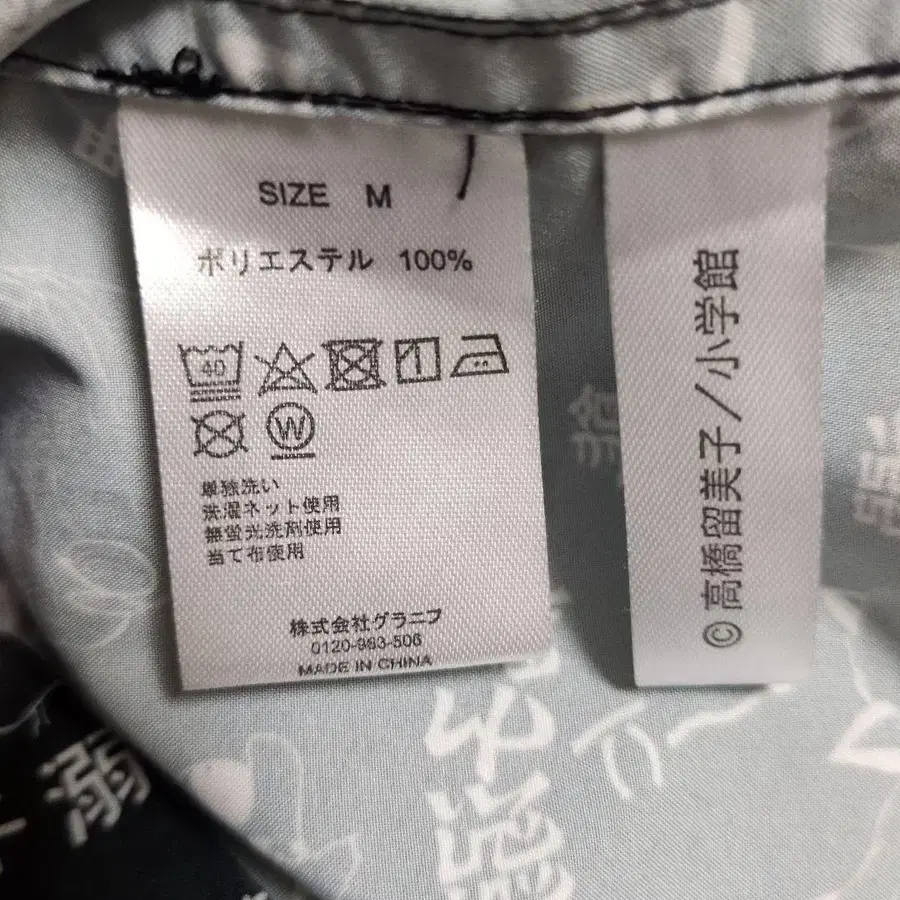 SIZE M
ポリエステル 100%
40
W
単独洗い
洗濯ネット使用
無蛍光洗剤使用
当て布使用
株式会社グラニフ
0120-983-506
MADE IN CHINA
© 高橋留美子／小学館
溺